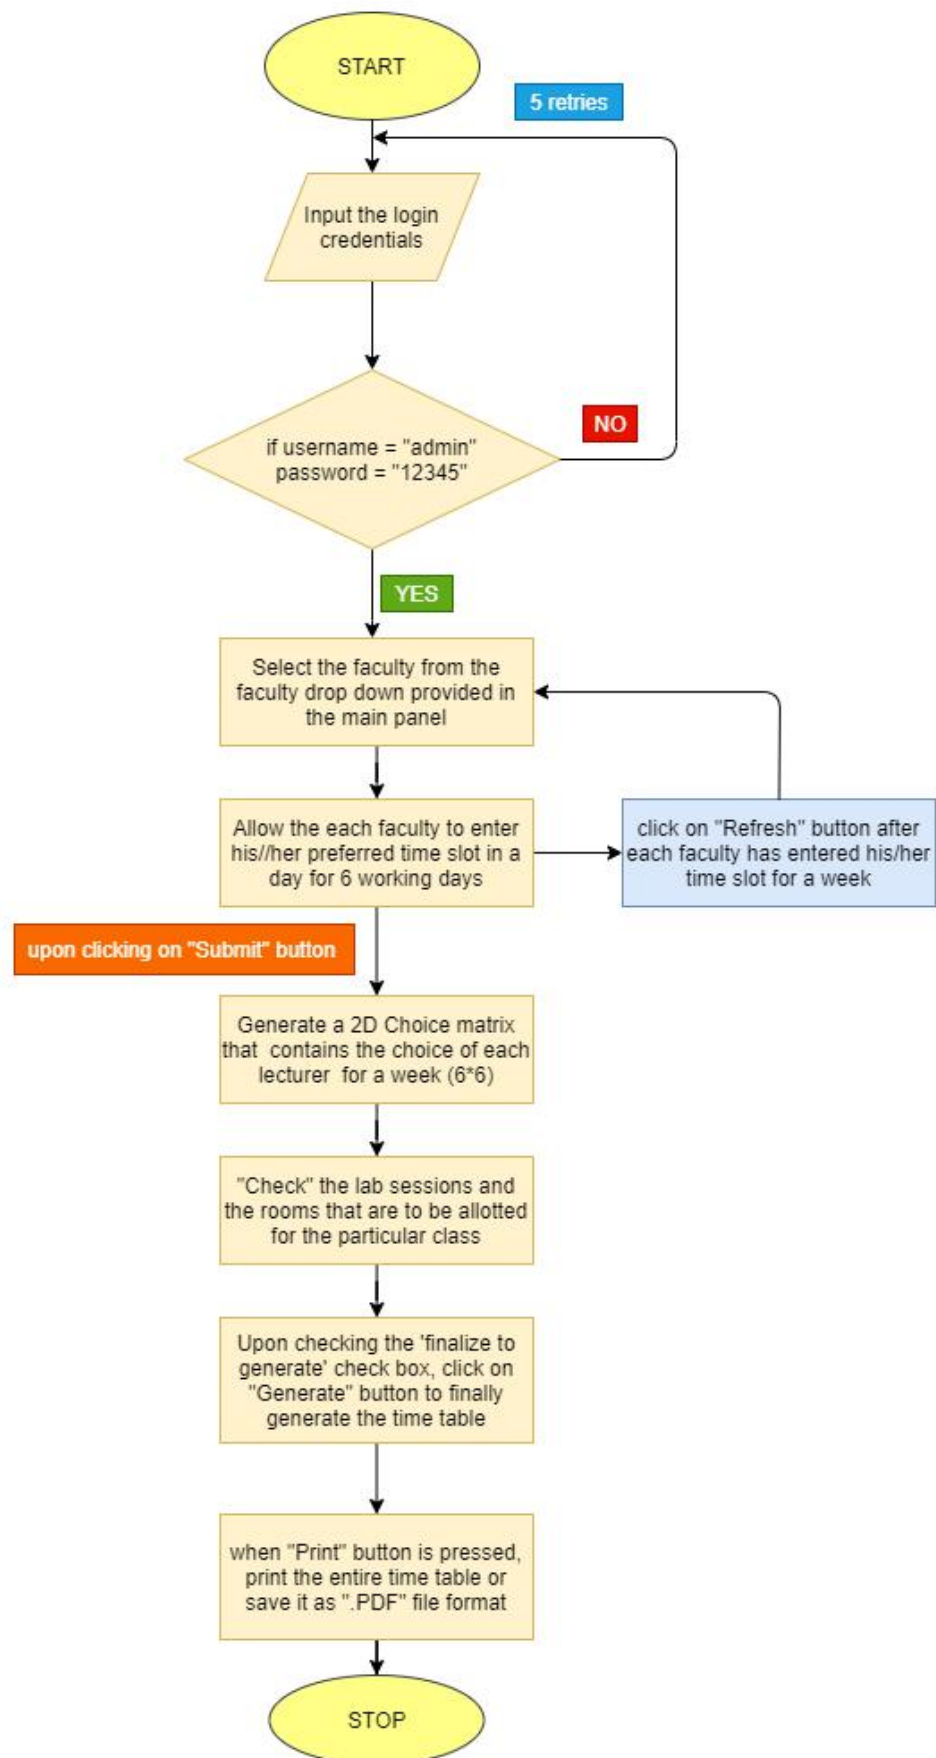 START
5 retries
Input the login
credentials
if username = "admin"
password = "12345"
NO
YES
Select the faculty from the
faculty drop down provided in
the main panel
Allow the each faculty to enter
his//her preferred time slot in a
day for 6 working days
click on "Refresh" button after
each faculty has entered his/her
time slot for a week
upon clicking on "Submit" button
Generate a 2D Choice matrix
that contains the choice of each
lecturer for a week (6*6)
"Check" the lab sessions and
the rooms that are to be allotted
for the particular class
Upon checking the 'finalize to
generate' check box, click on
"Generate" button to finally
generate the time table
when "Print" button is pressed,
print the entire time table or
save it as ".PDF" file format
STOP